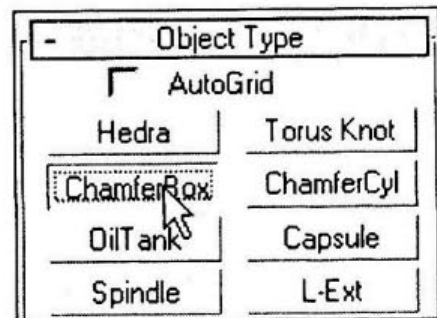 - Object Type
AutoGrid
Hedra Torus Knot
ChamferBox ChamferCyl
OilTank Capsule
Spindle L-Ext